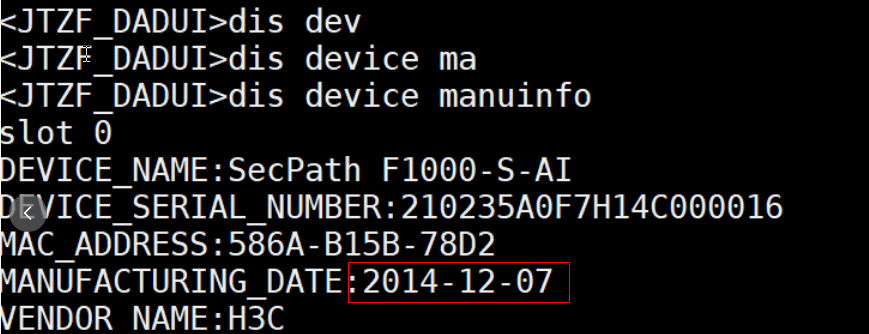 <JTZF_DADUI>dis dev
<JTZF_DADUI>dis device ma
<JTZF_DADUI>dis device manuinfo
slot 0
DEVICE_NAME:SecPath F1000-S-AI
DEVICE_SERIAL_NUMBER:210235A0F7H14C000016
MAC_ADDRESS:586A-B15B-78D2
MANUFACTURING_DATE:2014-12-07
VENDOR_NAME:H3C